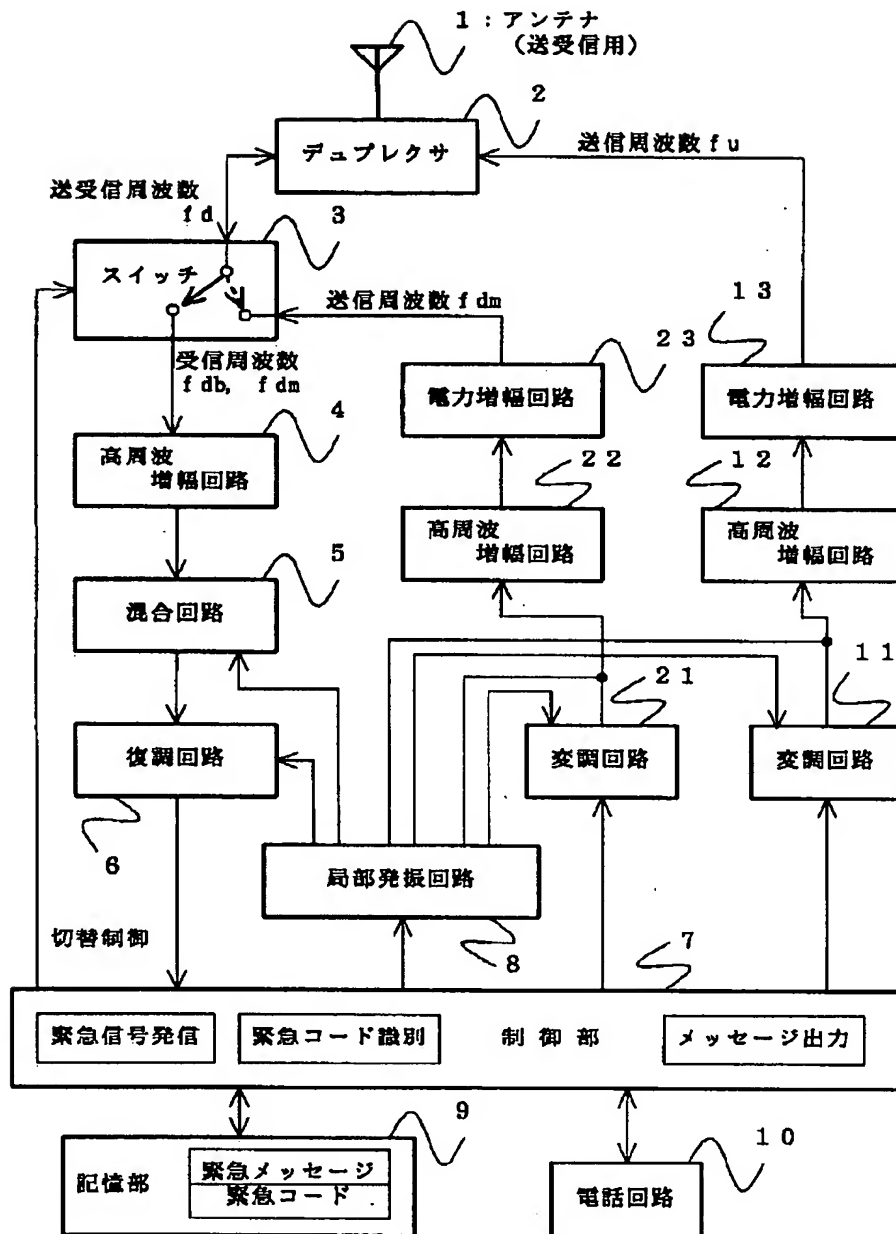 1：アンテナ
（送受信用）
2
デュプレクサ
送信周波数fu
送受信周波数
fd
3
スイッチ
送信周波数fdm
13
23
受信周波数
fdb, fdm
電力増幅回路
電力増幅回路
4
高周波
増幅回路
22
12
高周波
増幅回路
高周波
増幅回路
5
混合回路
21
11
復調回路
変調回路
変調回路
6
局部発振回路
切替制御
8
7
緊急信号発信
緊急コード識別
制御部
メッセージ出力
9
10
記憶部
緊急メッセージ
緊急コード
電話回路